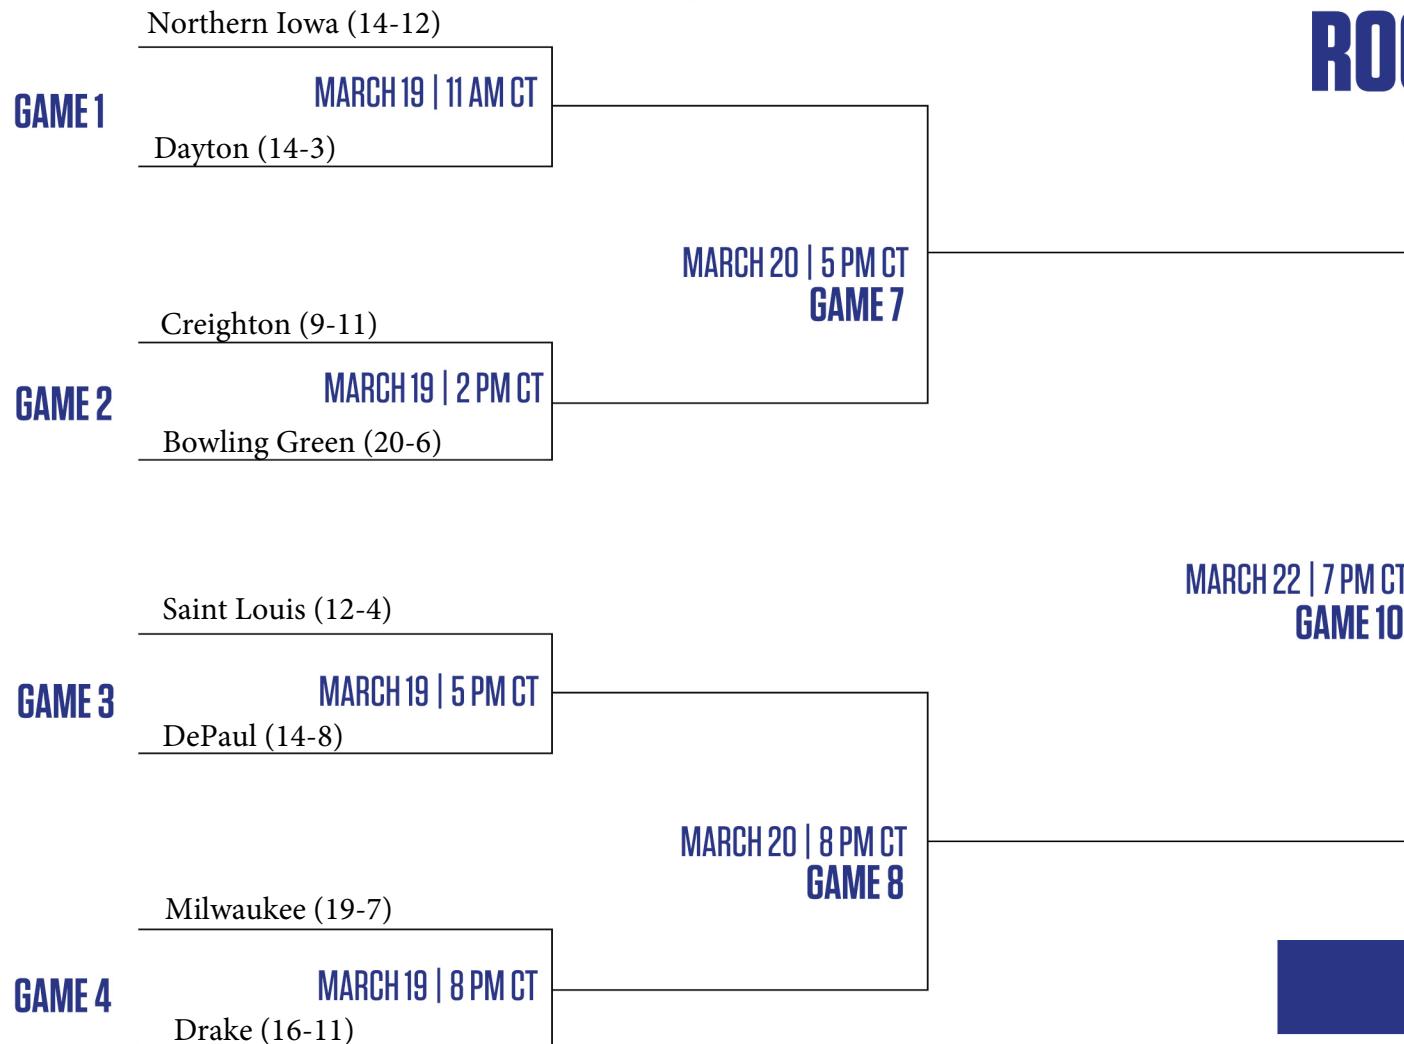 Northern Iowa (14-12)
GAME 1
MARCH 19 | 11 AM CT
Dayton (14-3)
MARCH 20 | 5 PM CT
GAME 7
Creighton (9-11)
GAME 2
MARCH 19 | 2 PM CT
Bowling Green (20-6)
Saint Louis (12-4)
GAME 3
MARCH 19 | 5 PM CT
DePaul (14-8)
MARCH 22 | 7 PM CT
GAME 10
MARCH 20 | 8 PM CT
GAME 8
Milwaukee (19-7)
GAME 4
MARCH 19 | 8 PM CT
Drake (16-11)